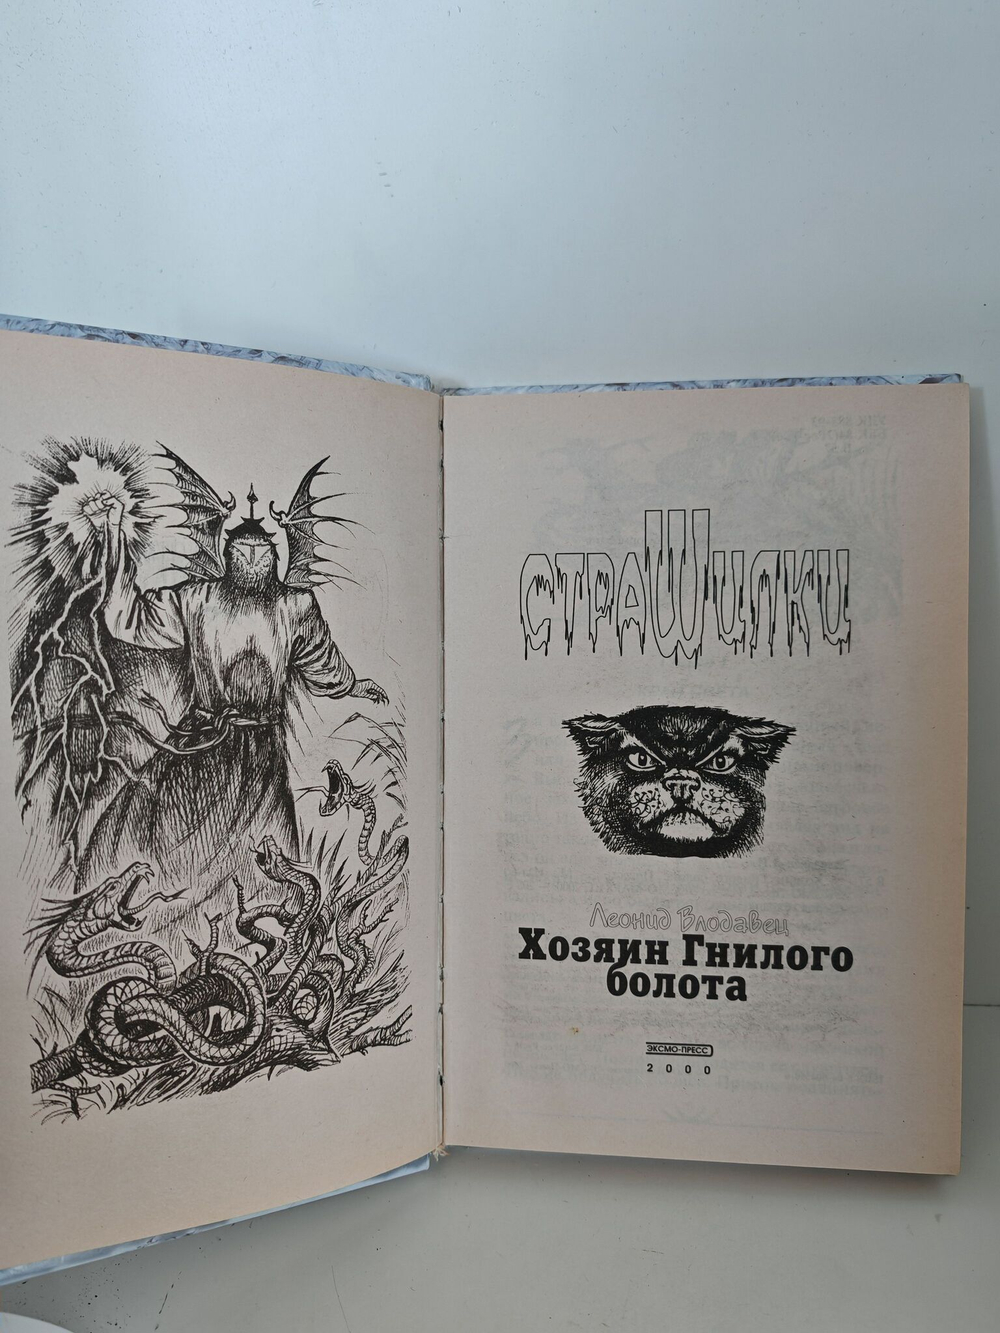 страШилки
Леонид Влодавец
Хозяин Гнилого
болота
ЭКСМО-ПРЕСС
2000